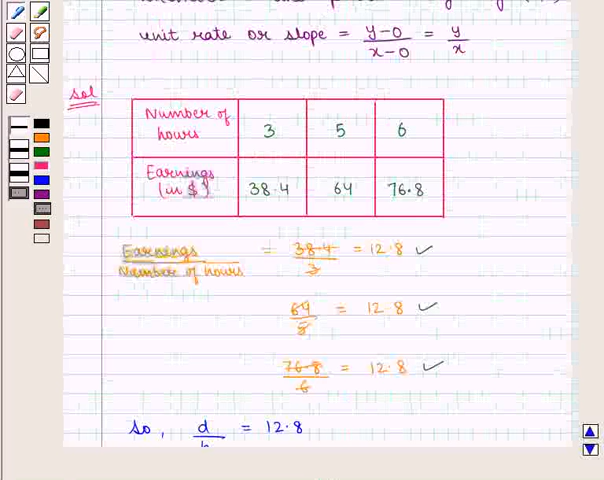 unit rate or slope = y-0/x-0 = y/x
Sol
Number of hours 3 5 6
Earnings (in $) 38.4 64 76.8
Earnings/Number of hours = 38.4/3 = 12.8 ✓
64/5 = 12.8 ✓
76.8/6 = 12.8 ✓
So, d/h = 12.8